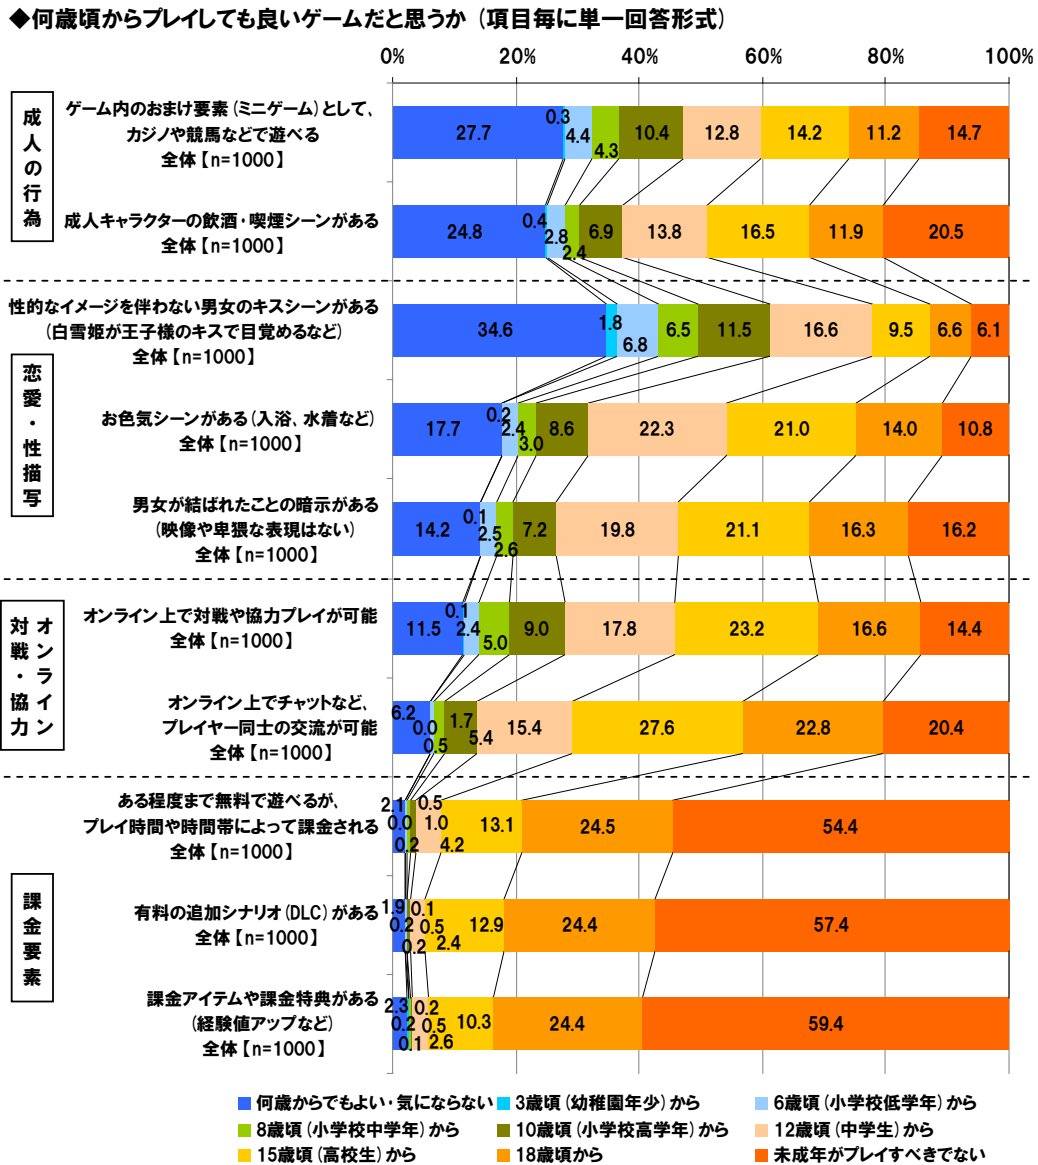 ◆何歳頃からプレイしても良いゲームだと思うか (項目毎に単一回答形式)
0% 20% 40% 60% 80% 100%
成人の行為
ゲーム内のおまけ要素(ミニゲーム)として、
カジノや競馬などで遊べる
全体【n=1000】
27.7 0.3 4.4 4.3 10.4 12.8 14.2 11.2 14.7
成人キャラクターの飲酒・喫煙シーンがある
全体【n=1000】
24.8 0.4 2.8 2.4 6.9 13.8 16.5 11.9 20.5
恋愛・性描写
性的なイメージを伴わない男女のキスシーンがある
(白雪姫が王子様のキスで目覚めるなど)
全体【n=1000】
34.6 1.8 6.8 6.5 11.5 16.6 9.5 6.6 6.1
お色気シーンがある(入浴、水着など)
全体【n=1000】
17.7 0.2 2.4 3.0 8.6 22.3 21.0 14.0 10.8
男女が結ばれたことの暗示がある
(映像や卑猥な表現はない)
全体【n=1000】
14.2 0.1 2.5 2.6 7.2 19.8 21.1 16.3 16.2
オンライン
対戦・協力
オンライン上で対戦や協力プレイが可能
全体【n=1000】
11.5 0.1 2.4 5.0 9.0 17.8 23.2 16.6 14.4
オンライン上でチャットなど、
プレイヤー同士の交流が可能
全体【n=1000】
6.2 0.0 0.5 1.7 5.4 15.4 27.6 22.8 20.4
課金要素
ある程度まで無料で遊べるが、
プレイ時間や時間帯によって課金される
全体【n=1000】
2.1 0.0 0.2 0.5 1.0 4.2 13.1 24.5 54.4
有料の追加シナリオ(DLC)がある
全体【n=1000】
1.9 0.2 0.2 0.1 0.5 2.4 12.9 24.4 57.4
課金アイテムや課金特典がある
(経験値アップなど)
全体【n=1000】
2.3 0.2 0.1 0.2 0.5 2.6 10.3 24.4 59.4
何歳からでもよい・気にならない 3歳頃(幼稚園年少)から 6歳頃(小学校低学年)から
8歳頃(小学校中学年)から 10歳頃(小学校高学年)から 12歳頃(中学生)から
15歳頃(高校生)から 18歳頃から 未成年がプレイすべきでない